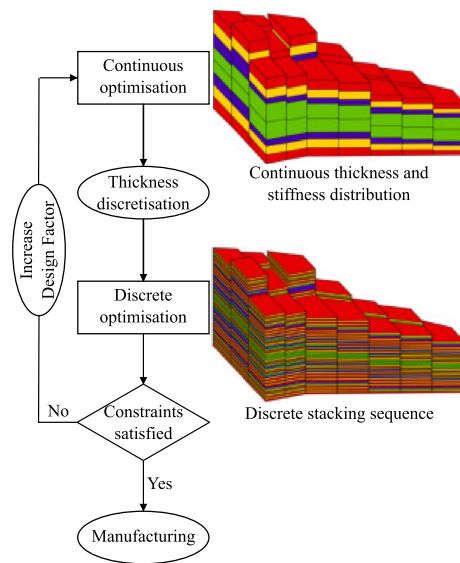 Continuous
optimisation
Continuous thickness and
stiffness distribution
Thickness
discretisation
Increase
Design Factor
Discrete
optimisation
Discrete stacking sequence
No
Constraints
satisfied
Yes
Manufacturing